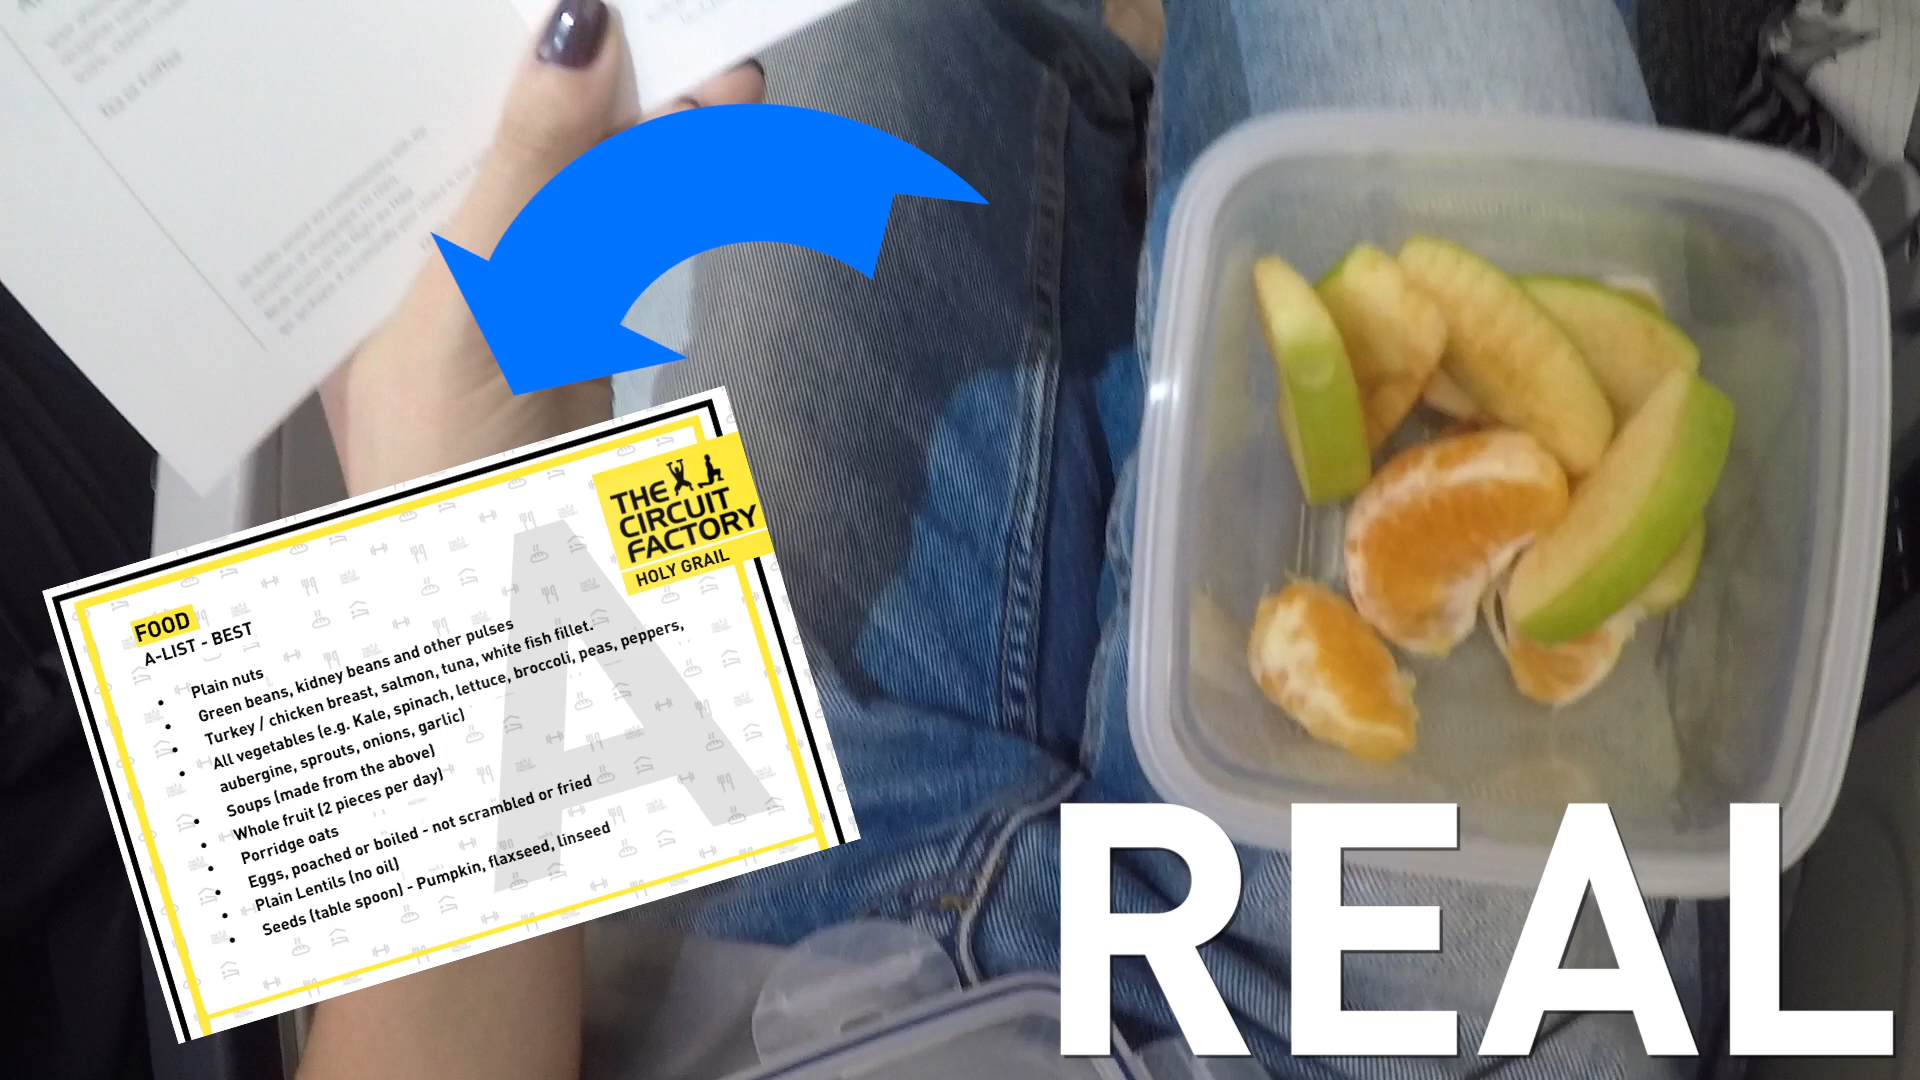 THE
CIRCUIT
FACTORY
HOLY GRAIL
FOOD
A-LIST - BEST
• Plain nuts
• Green beans, kidney beans and other pulses
• Turkey / chicken breast, salmon, tuna, white fish fillet.
• All vegetables (e.g. Kale, spinach, lettuce, broccoli, peas, peppers,
aubergine, sprouts, onions, garlic)
• Soups (made from the above)
• Whole fruit (2 pieces per day)
• Porridge oats
• Eggs, poached or boiled - not scrambled or fried
• Plain Lentils (no oil)
• Seeds (table spoon) - Pumpkin, flaxseed, linseed
A
REAL